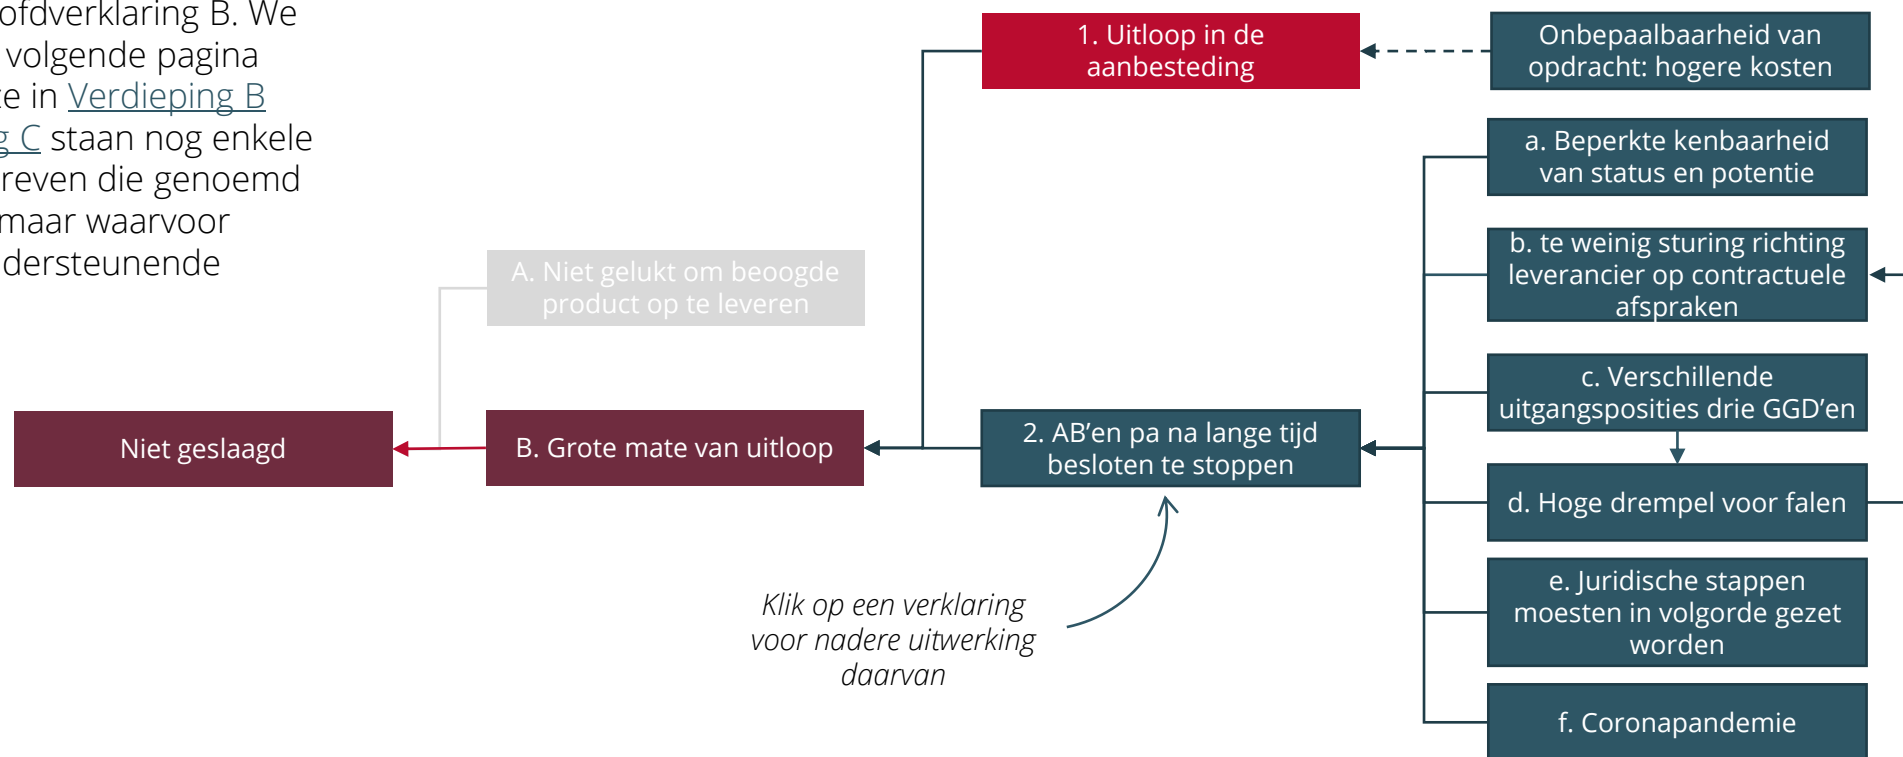 ofdverklaring B. We
volgende pagina
ze in Verdieping B
g C staan nog enkele
reven die genoemd
maar waarvoor
dersteunende
1. Uitloop in de
aanbesteding
Onbepaalbaarheid van
opdracht: hogere kosten
a. Beperkte kenbaarheid
van status en potentie
b. te weinig sturing richting
leverancier op contractuele
afspraken
A. Niet gelukt om beoogde
product op te leveren
c. Verschillende
uitgangsposities drie GGD’en
Niet geslaagd
B. Grote mate van uitloop
2. AB’en pa na lange tijd
besloten te stoppen
d. Hoge drempel voor falen
e. Juridische stappen
moesten in volgorde gezet
worden
Klik op een verklaring
voor nadere uitwerking
daarvan
f. Coronapandemie